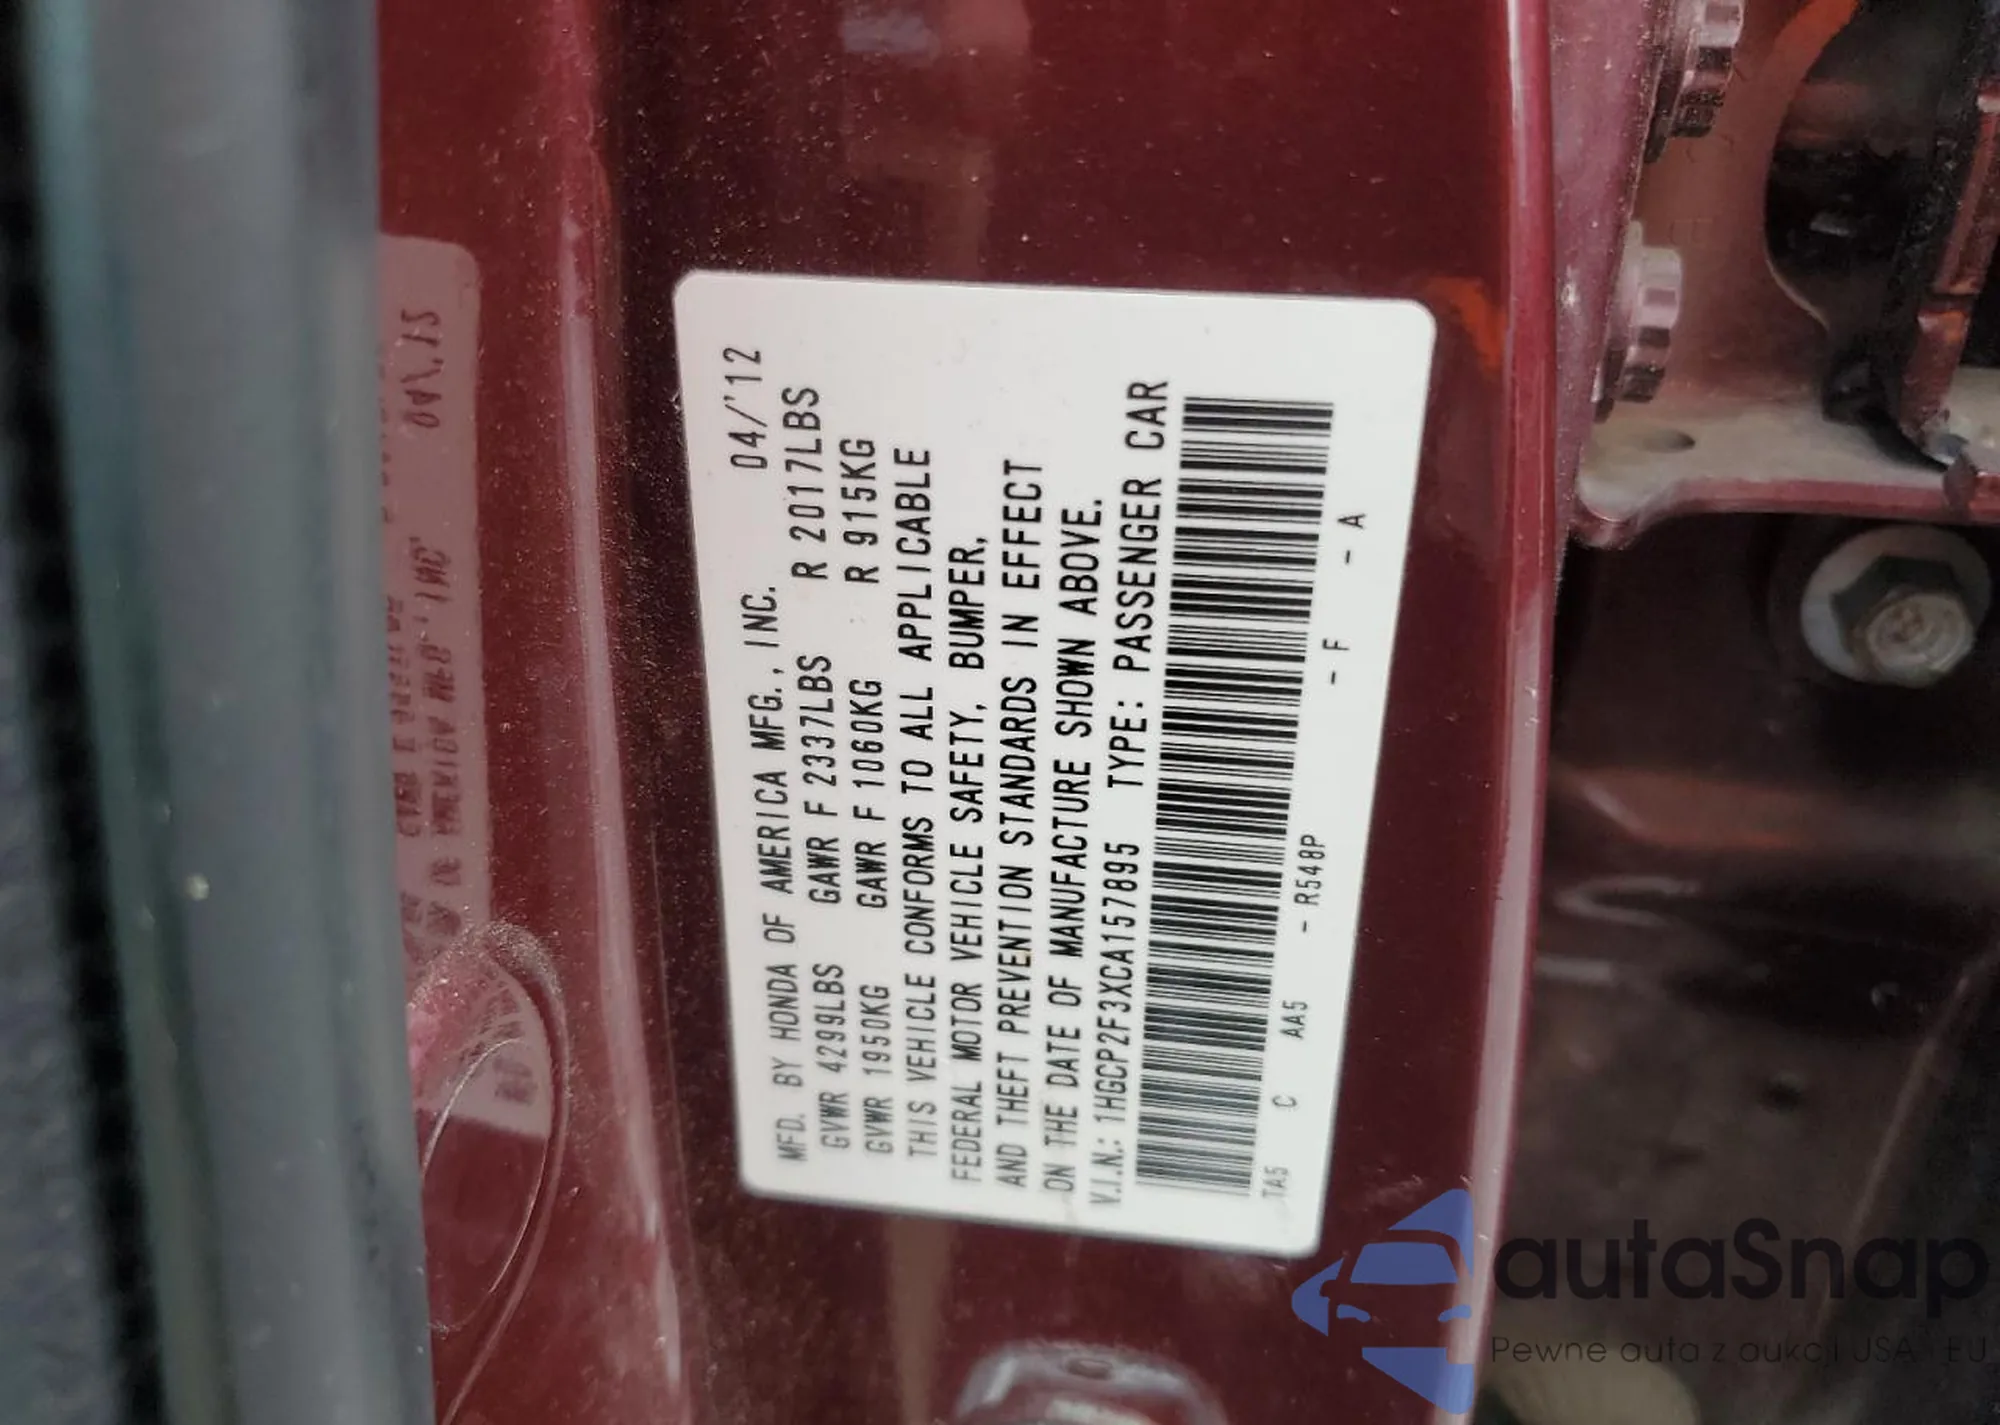 MFD. BY HONDA OF AMERICA MFG., INC. 04/'12
GVWR 4299LBS GAWR F 2337LBS R 2017LBS
GVWR 1950KG GAWR F 1060KG R 915KG
THIS VEHICLE CONFORMS TO ALL APPLICABLE
FEDERAL MOTOR VEHICLE SAFETY, BUMPER,
AND THEFT PREVENTION STANDARDS IN EFFECT
ON THE DATE OF MANUFACTURE SHOWN ABOVE.
V.I.N.: 1HGCP2F3XCA157895 TYPE: PASSENGER CAR
TA5 C AA5 - R548P - F - A
autaSnap
Pewne auta z aukcji USA i EU